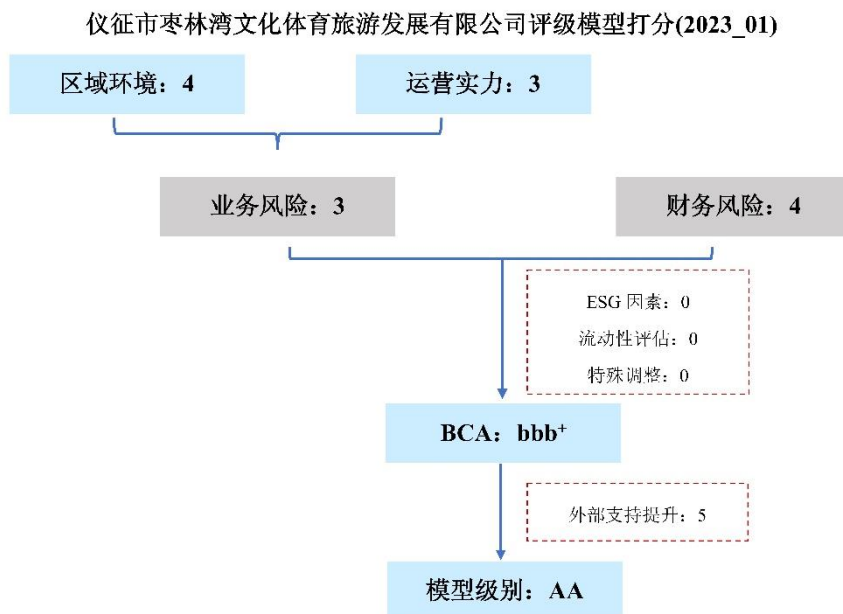 仪征市枣林湾文化体育旅游发展有限公司评级模型打分(2023_01)
区域环境：4
运营实力：3
业务风险：3
财务风险：4
ESG 因素：0
流动性评估：0
特殊调整：0
BCA：bbb⁺
外部支持提升：5
模型级别：AA